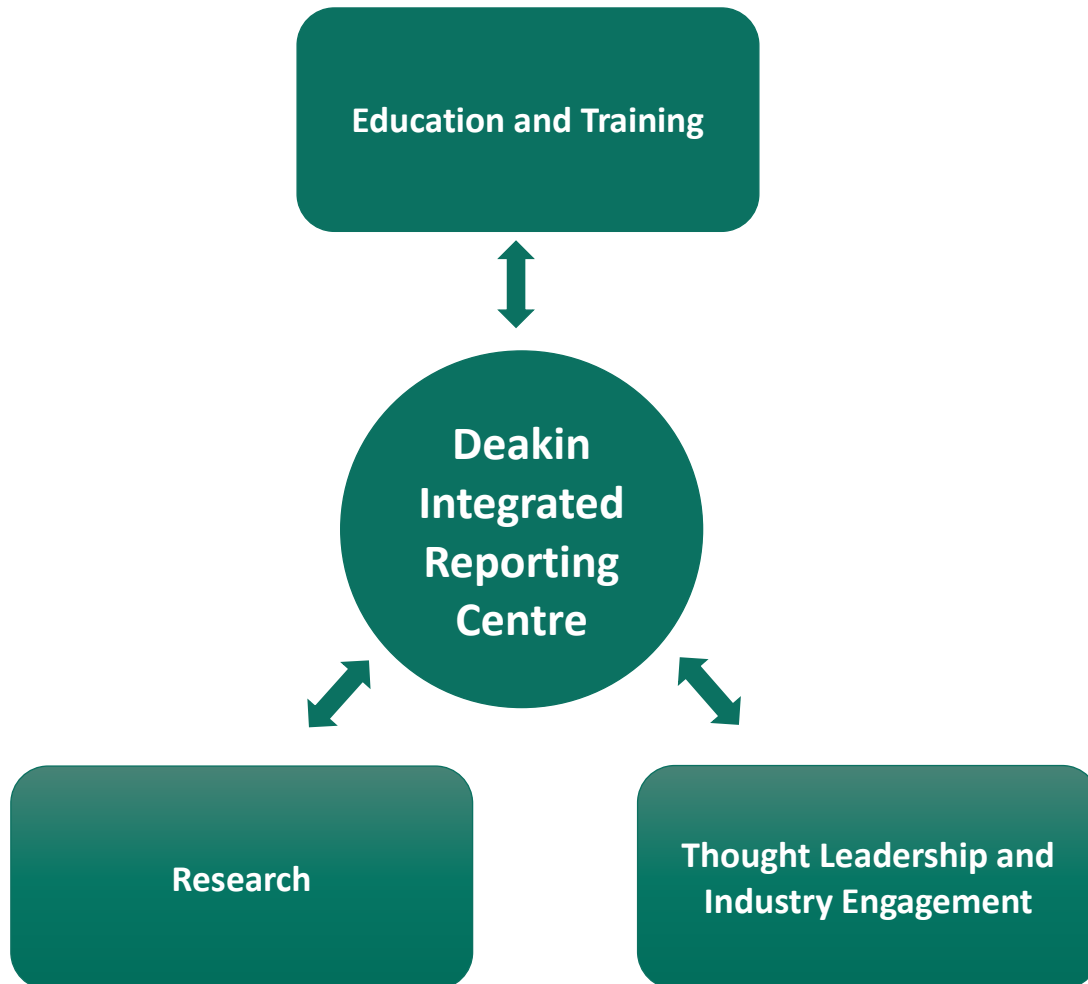 Education and Training
Deakin
Integrated
Reporting
Centre
Research
Thought Leadership and
Industry Engagement